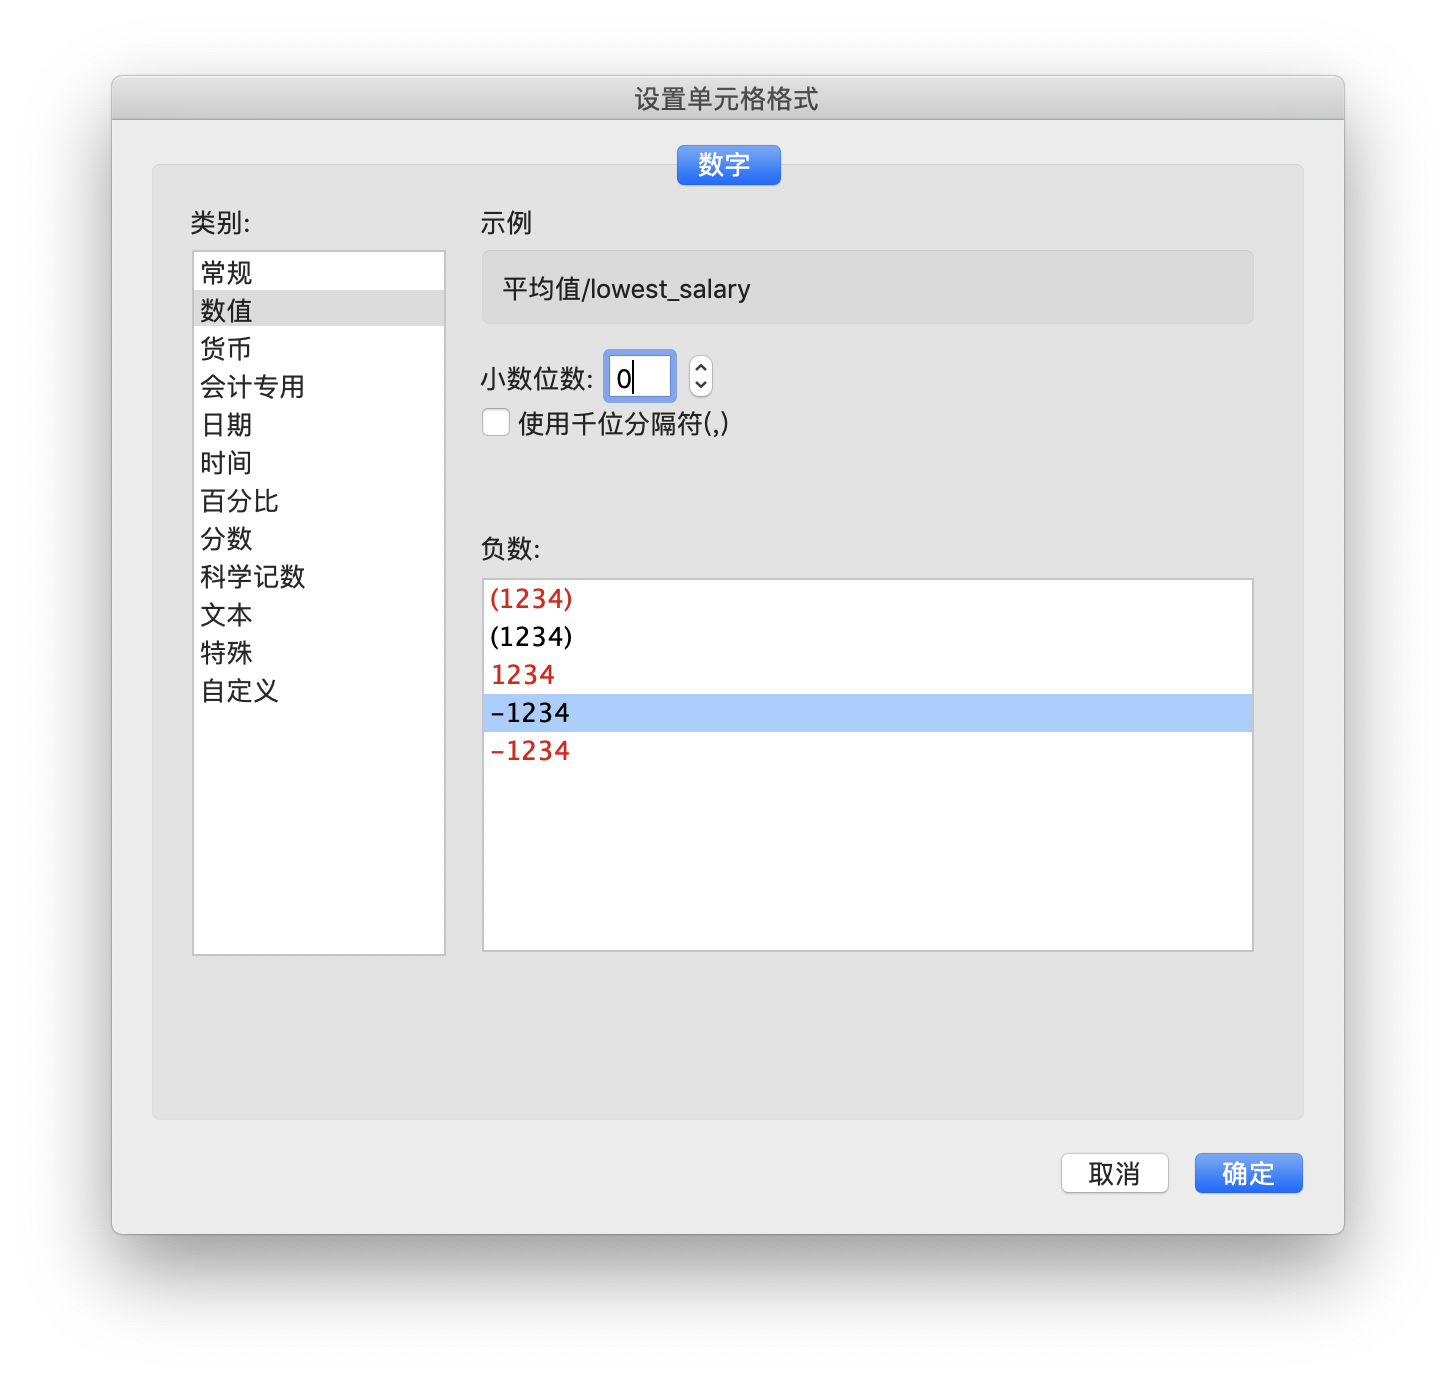 设置单元格格式
数字
类别:
常规
数值
货币
会计专用
日期
时间
百分比
分数
科学记数
文本
特殊
自定义
示例
平均值/lowest_salary
小数位数: 0
使用千位分隔符(,)
负数:
(1234)
(1234)
1234
-1234
-1234
取消
确定